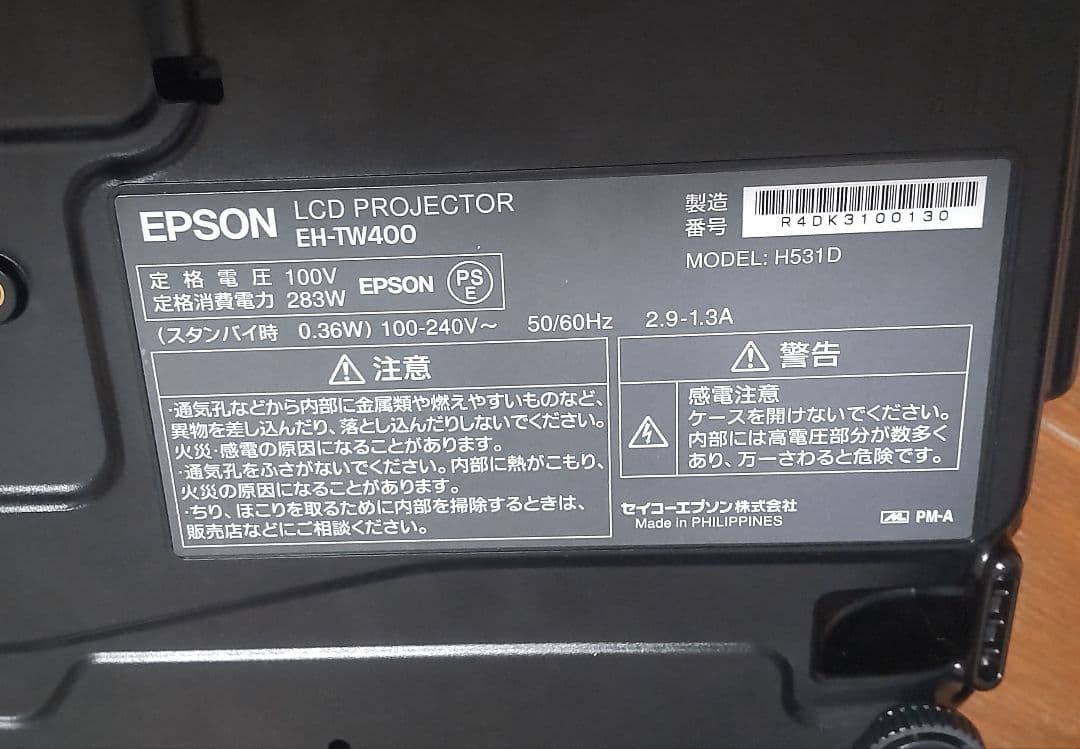 EPSON LCD PROJECTOR
EH-TW400
製造番号 R4DK3100130
MODEL: H531D
定格電圧 100V
定格消費電力 283W EPSON PSE
(スタンバイ時 0.36W) 100-240V～ 50/60Hz 2.9-1.3A
注意
・通気孔などから内部に金属類や燃えやすいものなど、
異物を差し込んだり、落とし込んだりしないでください。
火災・感電の原因になることがあります。
・通気孔をふさがないでください。内部に熱がこもり、
火災の原因になることがあります。
・ちり、ほこりを取るために内部を掃除するときは、
販売店などにご相談ください。
警告
感電注意
ケースを開けないでください。
内部には高電圧部分が数多く
あり、万一さわると危険です。
セイコーエプソン株式会社
Made in PHILIPPINES
PM-A